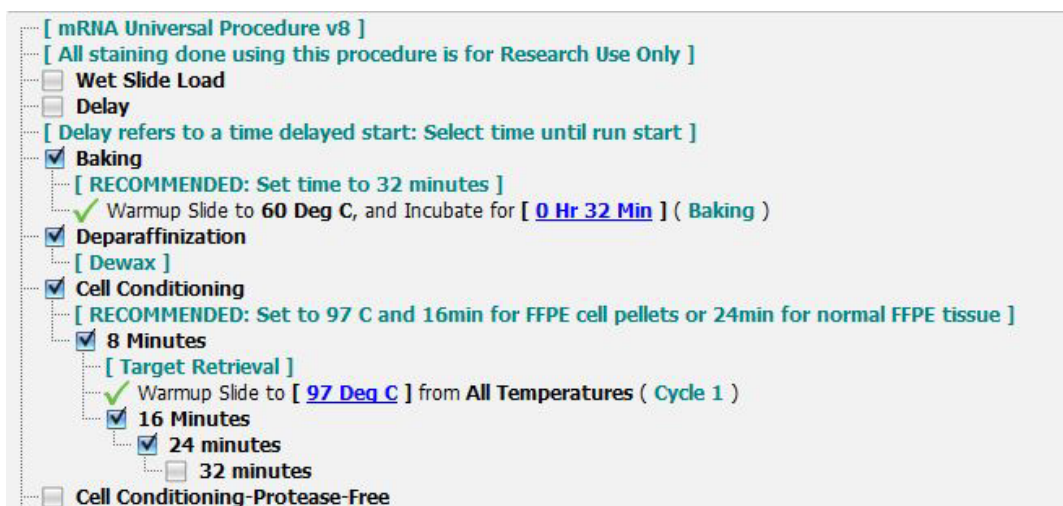 [ mRNA Universal Procedure v8 ]
[ All staining done using this procedure is for Research Use Only ]
Wet Slide Load
Delay
[ Delay refers to a time delayed start: Select time until run start ]
Baking
[ RECOMMENDED: Set time to 32 minutes ]
Warmup Slide to 60 Deg C, and Incubate for [ 0 Hr 32 Min ] ( Baking )
Deparaffinization
[ Dewax ]
Cell Conditioning
[ RECOMMENDED: Set to 97 C and 16min for FFPE cell pellets or 24min for normal FFPE tissue ]
8 Minutes
[ Target Retrieval ]
Warmup Slide to [ 97 Deg C ] from All Temperatures ( Cycle 1 )
16 Minutes
24 minutes
32 minutes
Cell Conditioning-Protease-Free